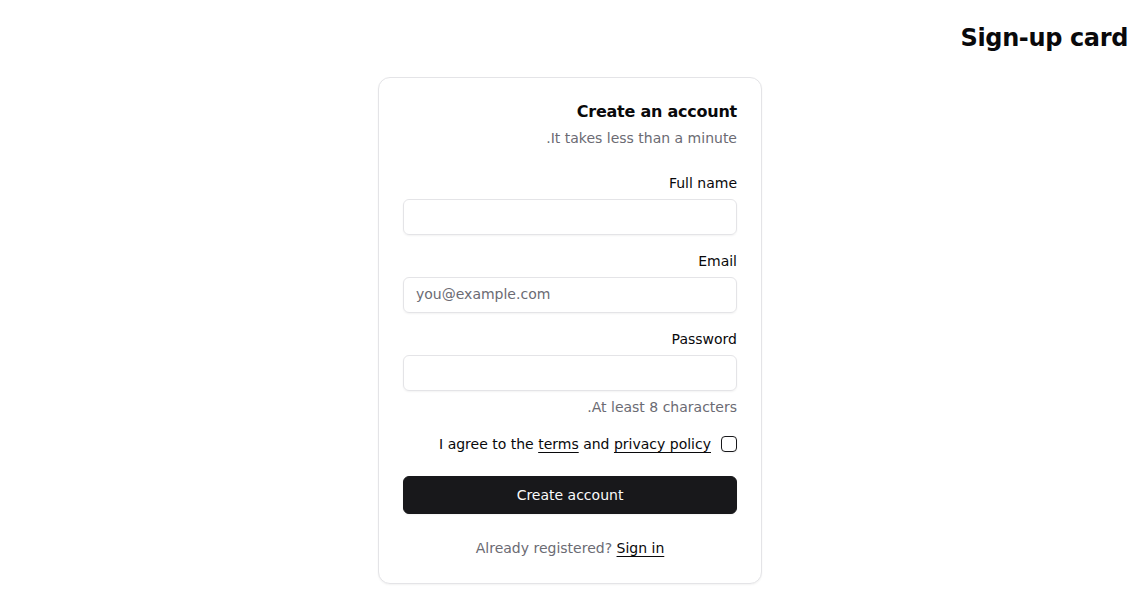 Sign-up card
Create an account
.It takes less than a minute
Full name
Email
you@example.com
Password
.At least 8 characters
I agree to the terms and privacy policy
Create account
Already registered? Sign in